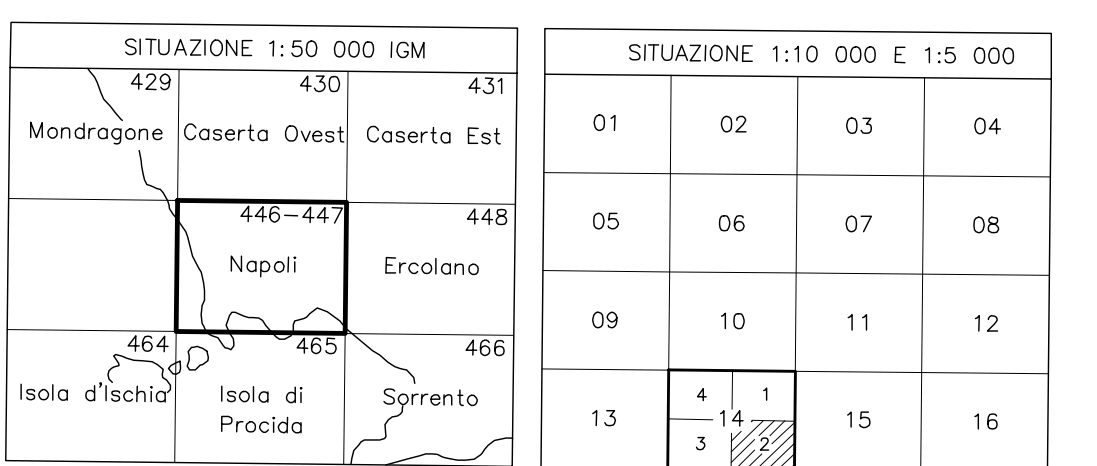 SITUAZIONE 1:50 000 IGM
429 430 431
Mondragone Caserta Ovest Caserta Est
446-447 448
Napoli Ercolano
464 465 466
Isola d'Ischia Isola di Sorrento
Procida
SITUAZIONE 1:10 000 E 1:5 000
01 02 03 04
05 06 07 08
09 10 11 12
4 1
13 14 15 16
3 2